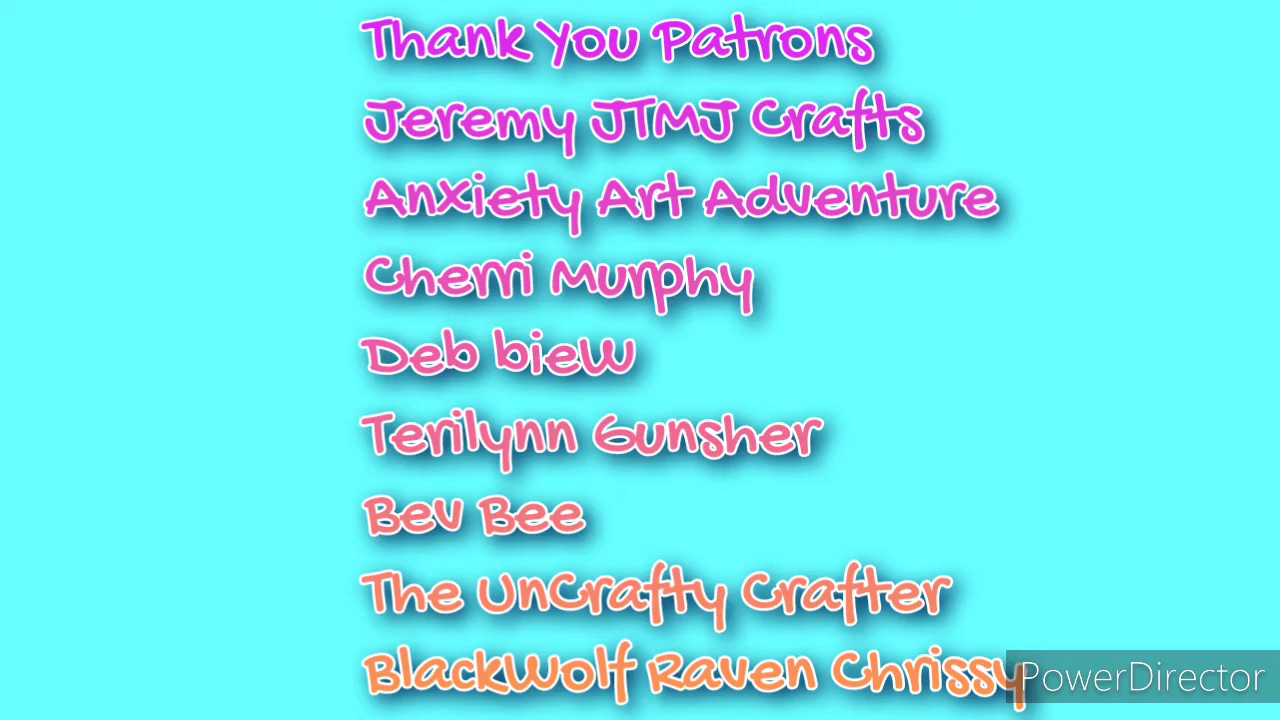 Thank You Patrons
Jeremy JTMJ Crafts
Anxiety Art Adventure
Cherri Murphy
Deb bieW
Terilynn Gunsher
Bev Bee
The UnCrafty Crafter
BlackWolf Raven Chrissy
PowerDirector